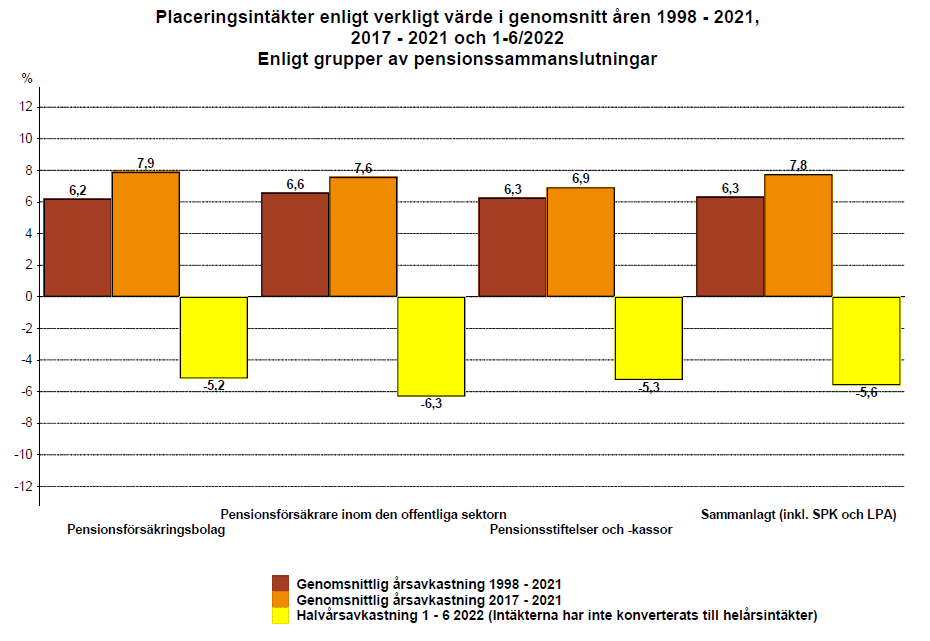 Placeringsintäkter enligt verkligt värde i genomsnitt åren 1998 - 2021,
2017 - 2021 och 1-6/2022
Enligt grupper av pensionssammanslutningar
%
12
10
8
6
4
2
0
-2
-4
-6
-8
-10
-12
6,2
7,9
-5,2
6,6
7,6
-6,3
6,3
6,9
-5,3
6,3
7,8
-5,6
Pensionsförsäkringsbolag
Pensionsförsäkrare inom den offentliga sektorn
Pensionsstiftelser och -kassor
Sammanlagt (inkl. SPK och LPA)
Genomsnittlig årsavkastning 1998 - 2021
Genomsnittlig årsavkastning 2017 - 2021
Halvårsavkastning 1 - 6 2022 (Intäkterna har inte konverterats till helårsintäkter)